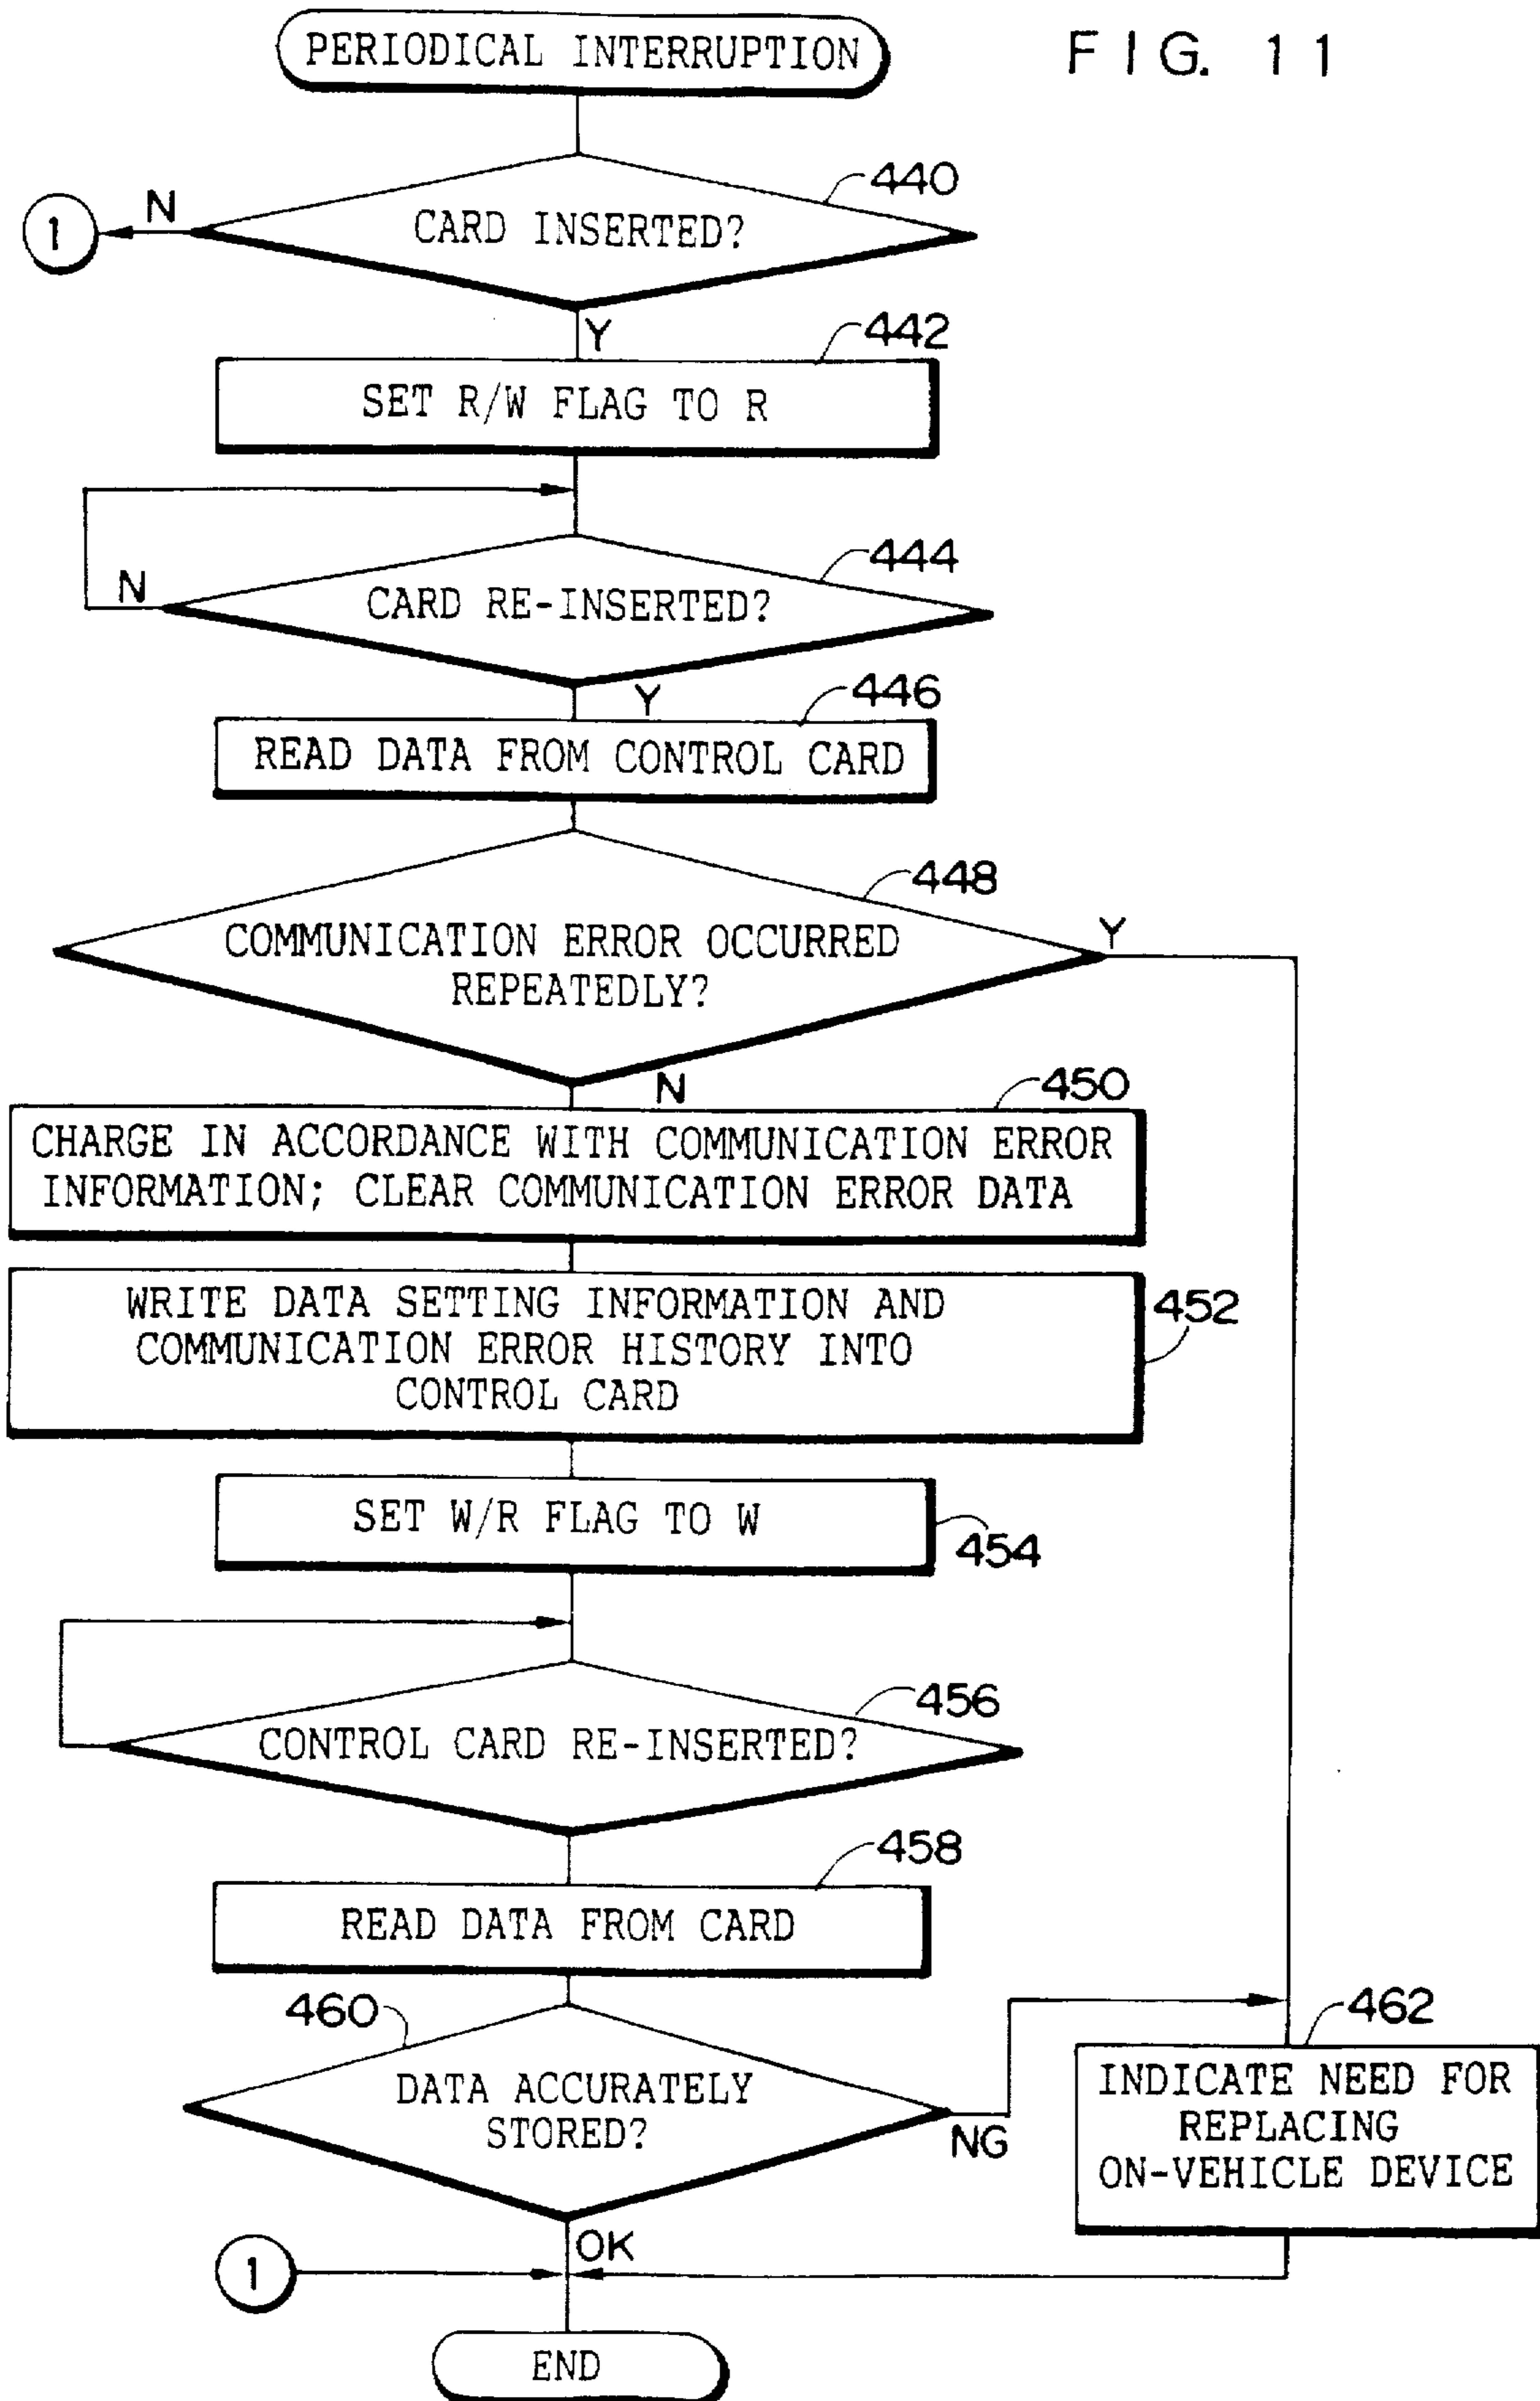 PERIODICAL INTERRUPTION
FIG. 11
440
N
1
CARD INSERTED?
Y
442
SET R/W FLAG TO R
444
N
CARD RE-INSERTED?
Y
446
READ DATA FROM CONTROL CARD
448
Y
COMMUNICATION ERROR OCCURRED
REPEATEDLY?
N
450
CHARGE IN ACCORDANCE WITH COMMUNICATION ERROR
INFORMATION; CLEAR COMMUNICATION ERROR DATA
WRITE DATA SETTING INFORMATION AND
COMMUNICATION ERROR HISTORY INTO
CONTROL CARD
452
SET W/R FLAG TO W
454
456
CONTROL CARD RE-INSERTED?
458
READ DATA FROM CARD
460
DATA ACCURATELY
STORED?
NG
462
INDICATE NEED FOR
REPLACING
ON-VEHICLE DEVICE
OK
1
END